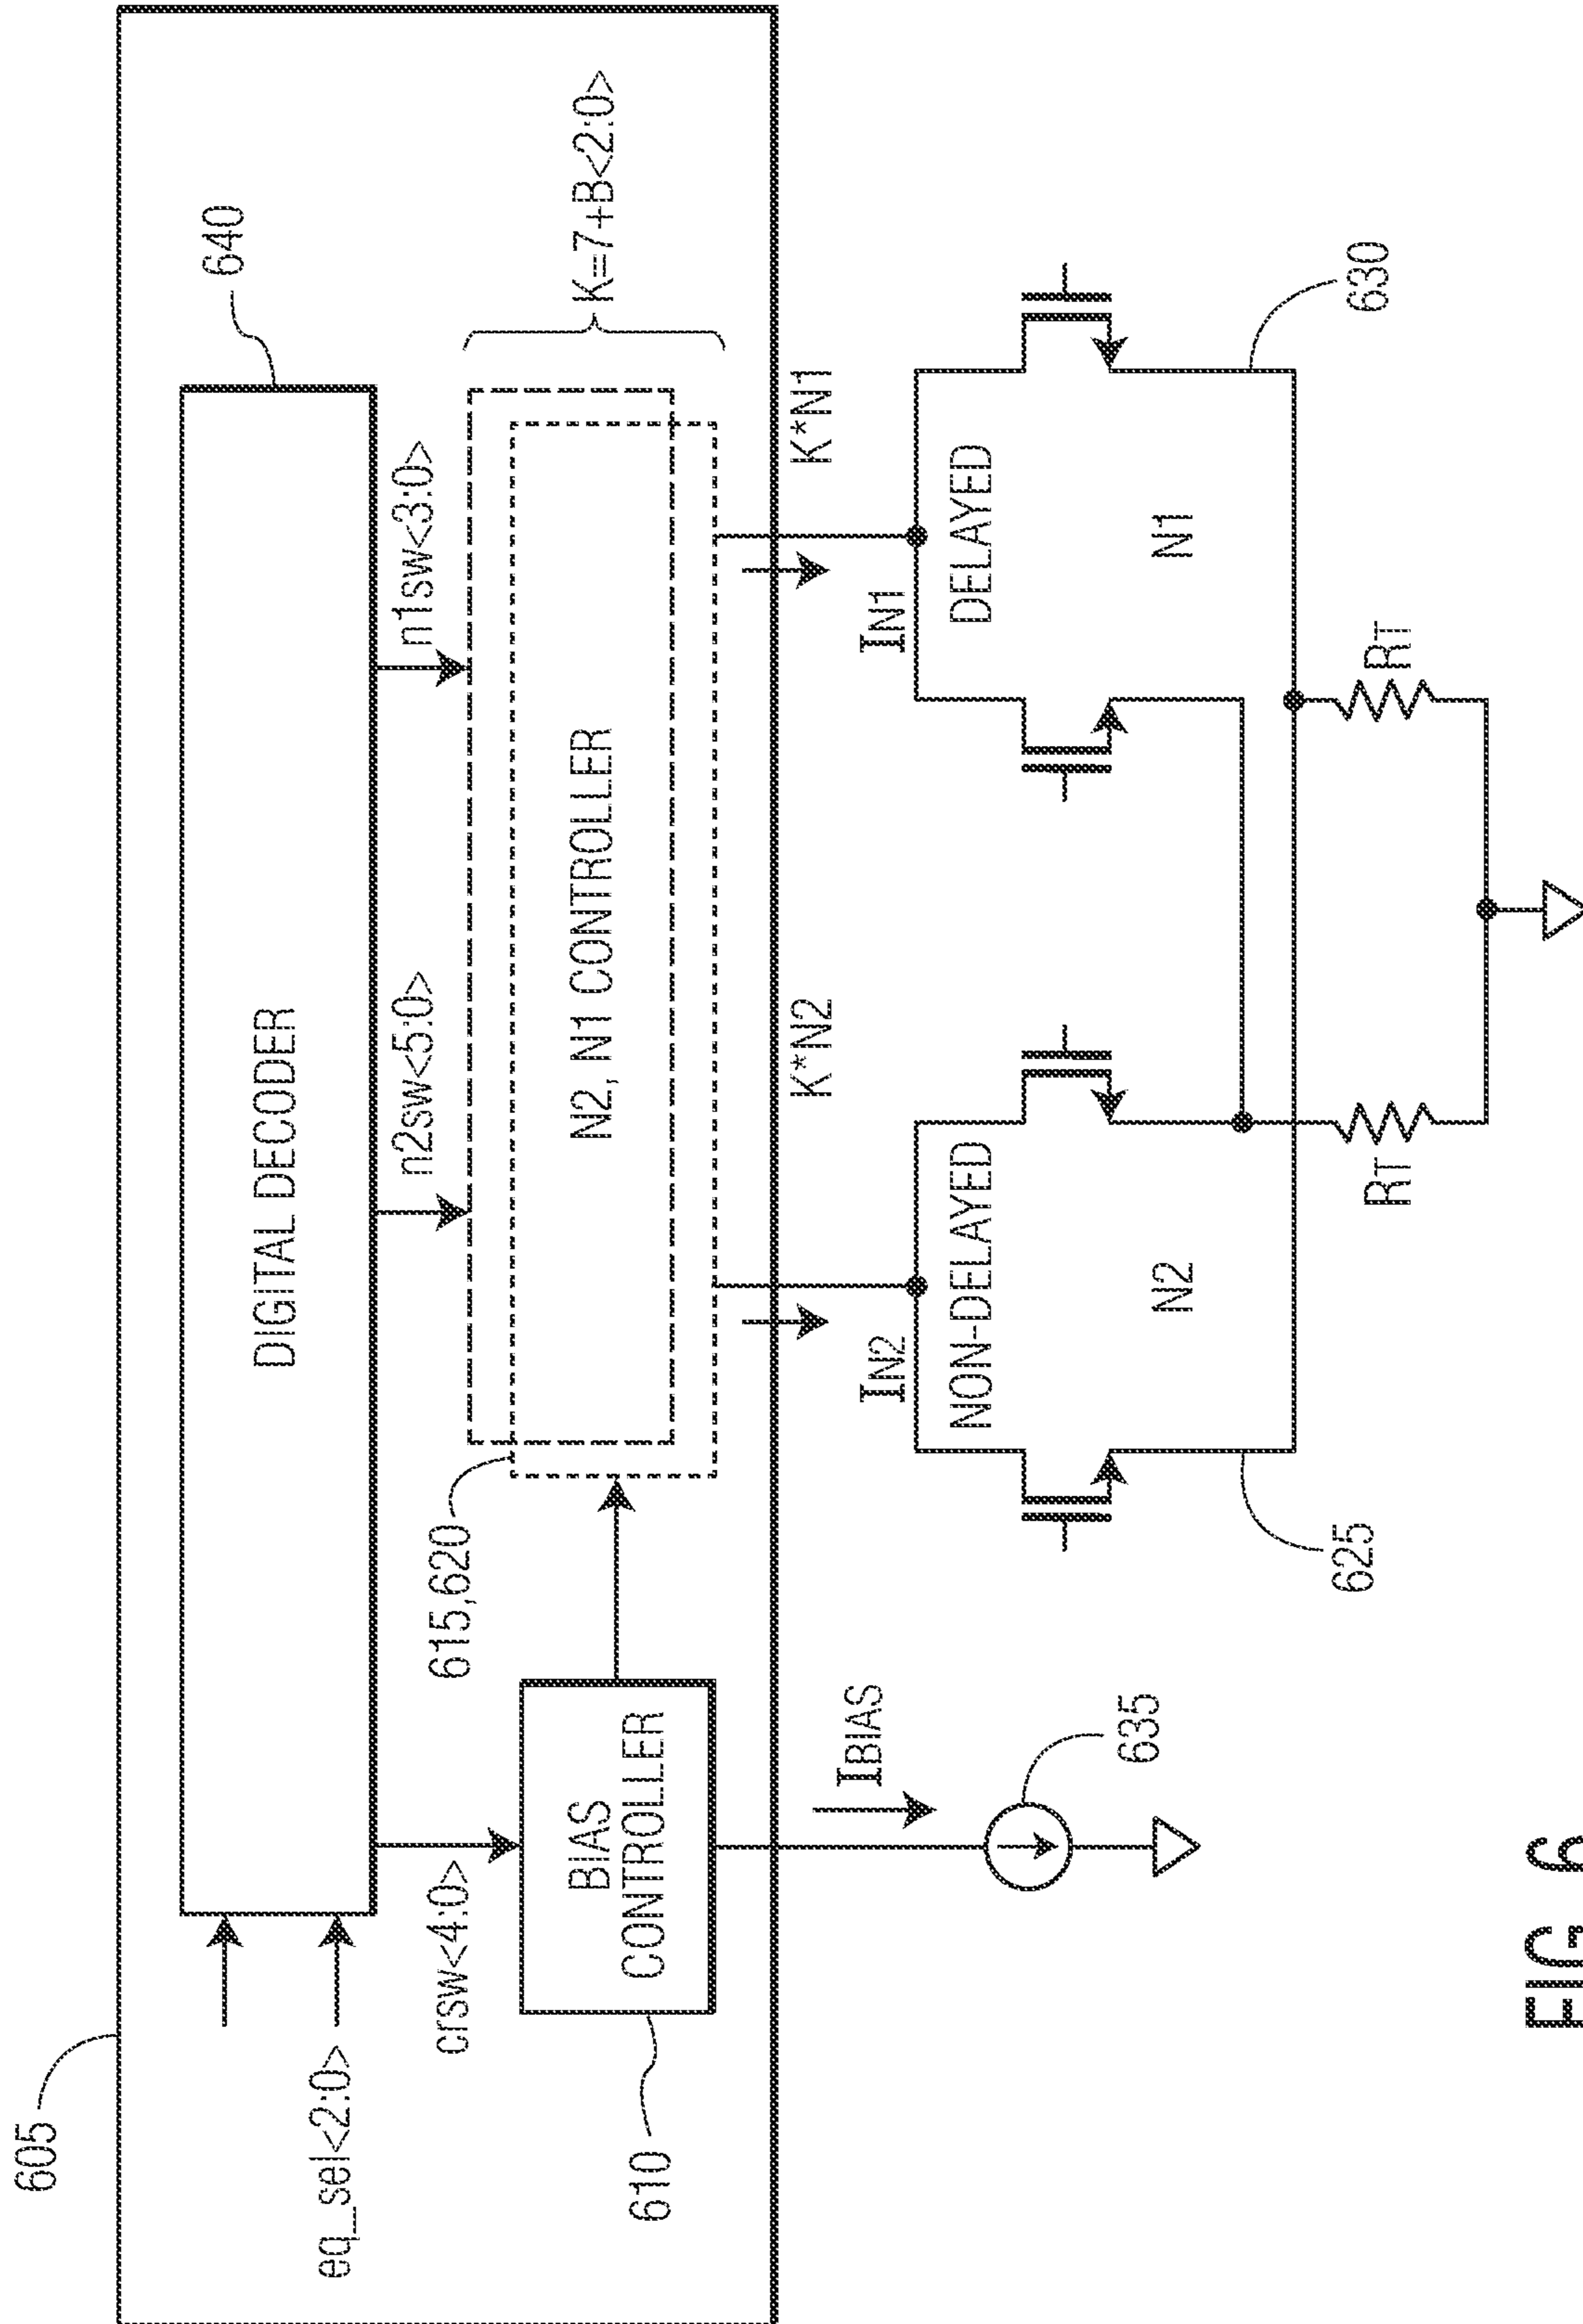 605
640
DIGITAL DECODER
eq_sel<2:0>
crsw<4:0>
n2sw<5:0>
n1sw<3:0>
K=7+B<2:0>
615,620
N2, N1 CONTROLLER
BIAS
CONTROLLER
610
K*N2
K*N1
IBIAS
IN2
IN1
635
NON-DELAYED
DELAYED
N2
N1
625
630
RT
RT
FIG 6